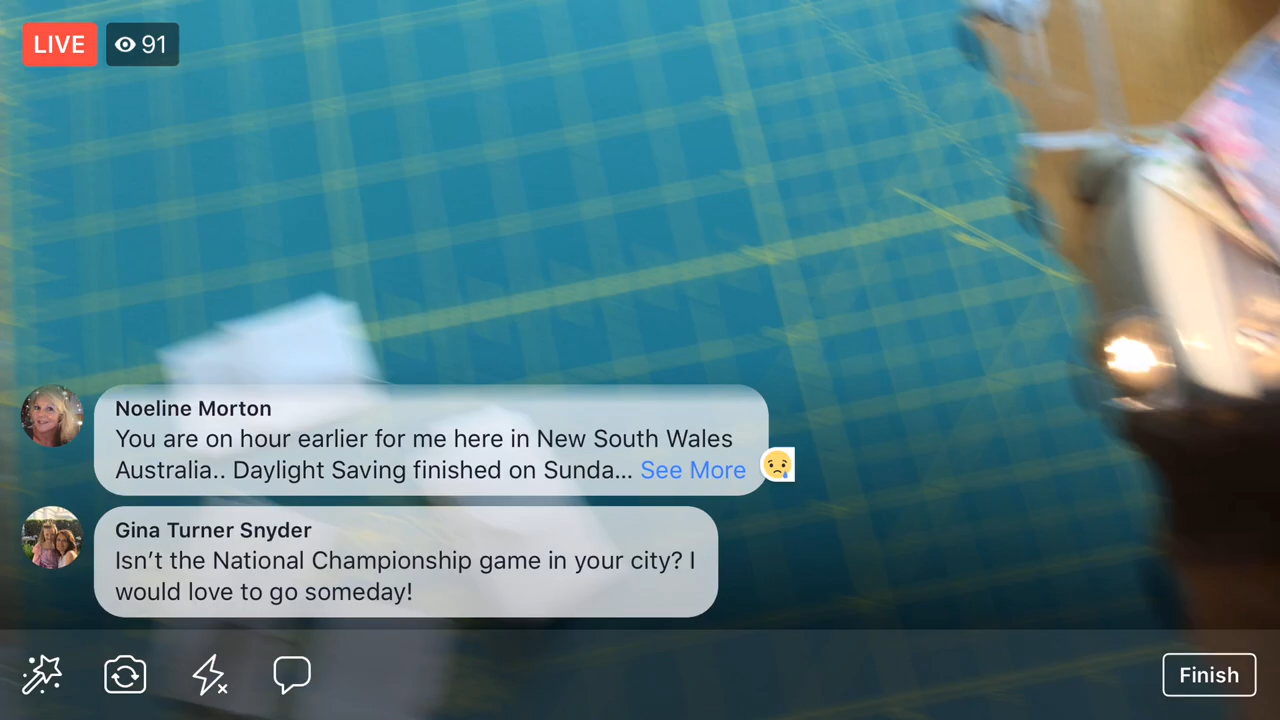 LIVE 91
Noeline Morton
You are on hour earlier for me here in New South Wales
Australia.. Daylight Saving finished on Sunda... See More
Gina Turner Snyder
Isn’t the National Championship game in your city? I
would love to go someday!
Finish